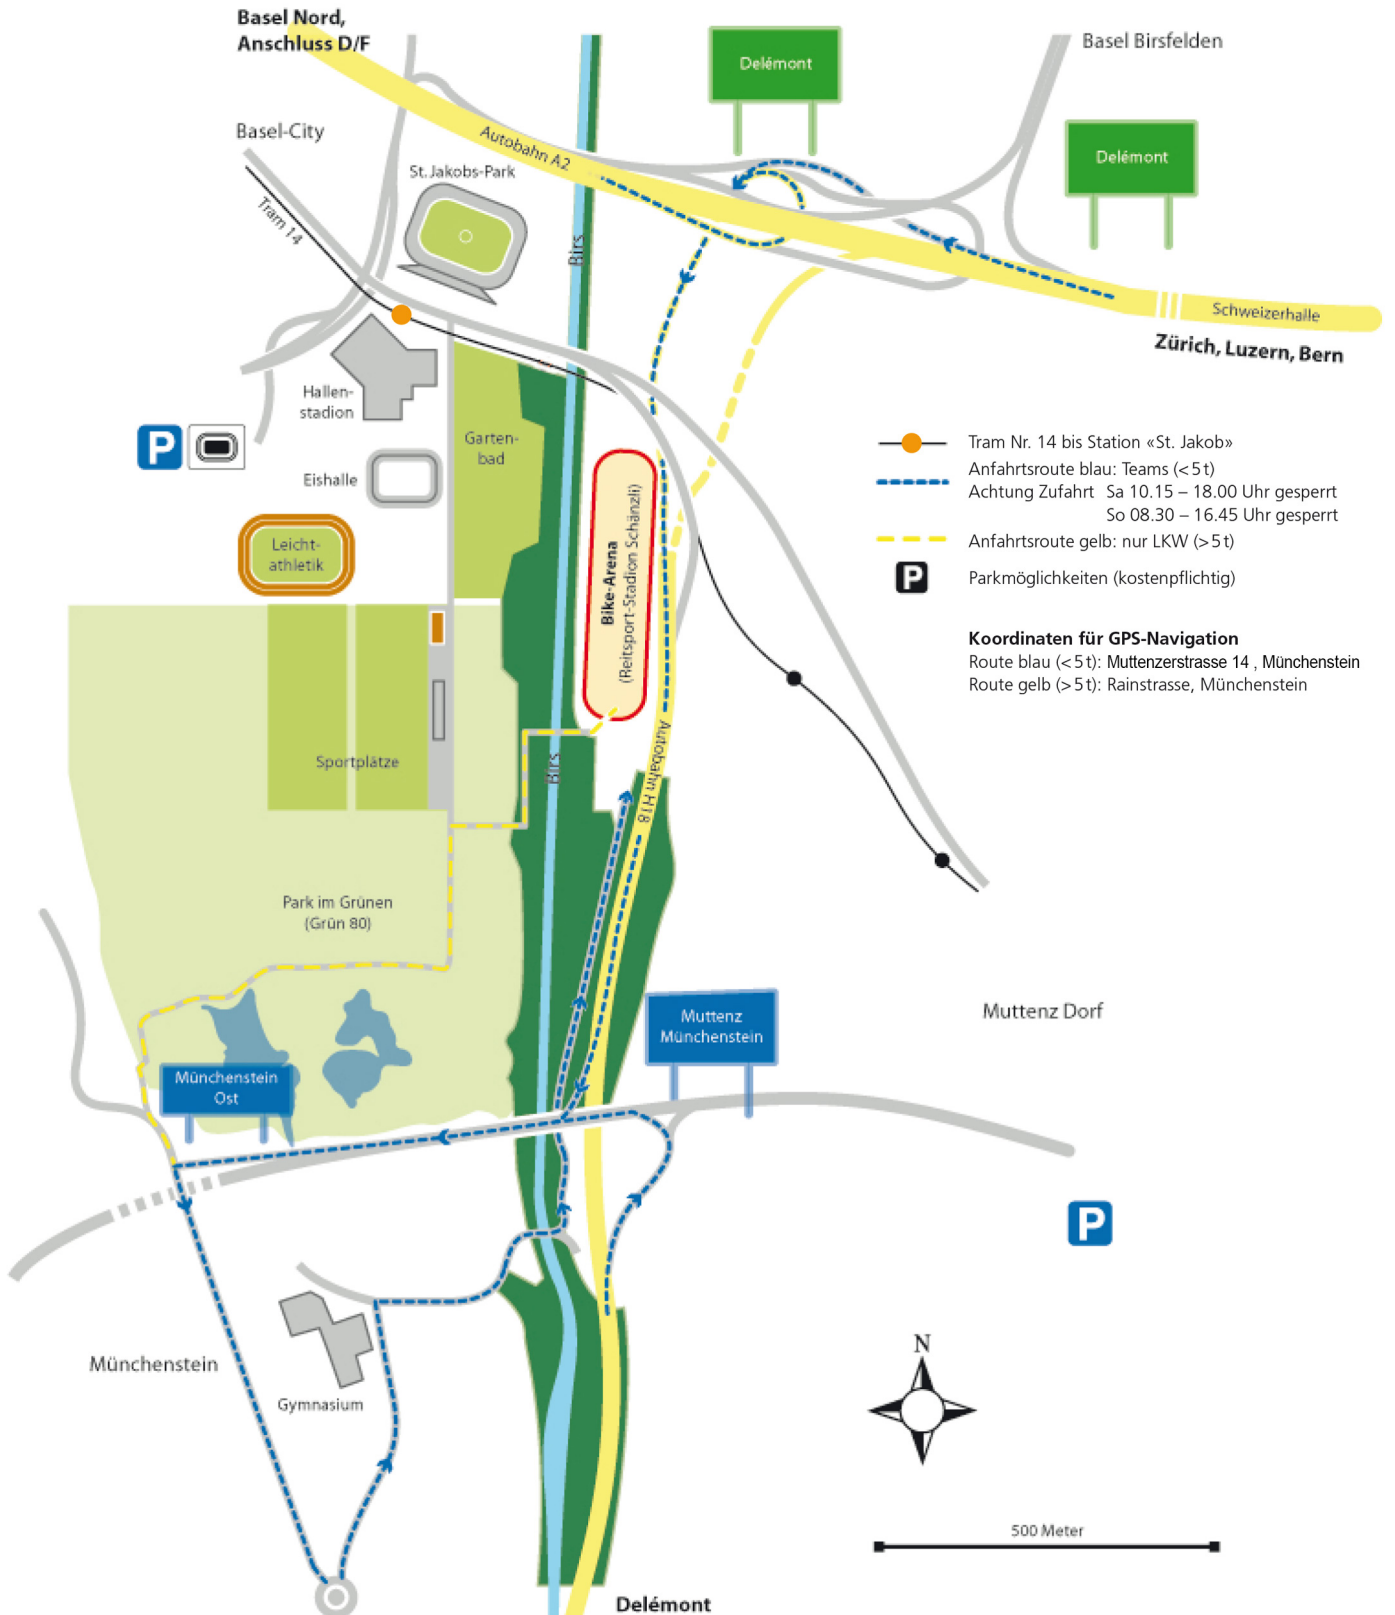 Basel Nord,
Anschluss D/F
Basel Birsfelden
Delémont
Delémont
Basel-City
Autobahn A2
St. Jakobs-Park
Tram 14
Birs
Schweizerhalle
Zürich, Luzern, Bern
Hallen-
stadion
P
Garten-
bad
Eishalle
Leicht-
athletik
Bike-Arena
(Reitsport-Stadion Schänzli)
Tram Nr. 14 bis Station «St. Jakob»
Anfahrtsroute blau: Teams (< 5 t)
Achtung Zufahrt Sa 10.15 – 18.00 Uhr gesperrt
So 08.30 – 16.45 Uhr gesperrt
Anfahrtsroute gelb: nur LKW (> 5 t)
P Parkmöglichkeiten (kostenpflichtig)
Koordinaten für GPS-Navigation
Route blau (< 5 t): Muttenzerstrasse 14 , Münchenstein
Route gelb (> 5 t): Rainstrasse, Münchenstein
Sportplätze
Birs
Autobahn H18
Park im Grünen
(Grün 80)
Muttenz
Münchenstein
Muttenz Dorf
Münchenstein
Ost
P
Münchenstein
Gymnasium
N
500 Meter
Delémont